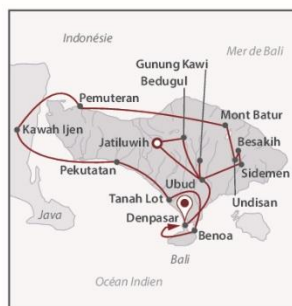 Indonésie
Mer de Bali
Gunung Kawi
Bedugul
Pemuteran
Mont Batur
Kawah Ijen
Jatiluwih
Besakih
Pekutatan
Ubud
Sidemen
Tanah Lot
Undisan
Java
Denpasar
Benoa
Bali
Océan Indien